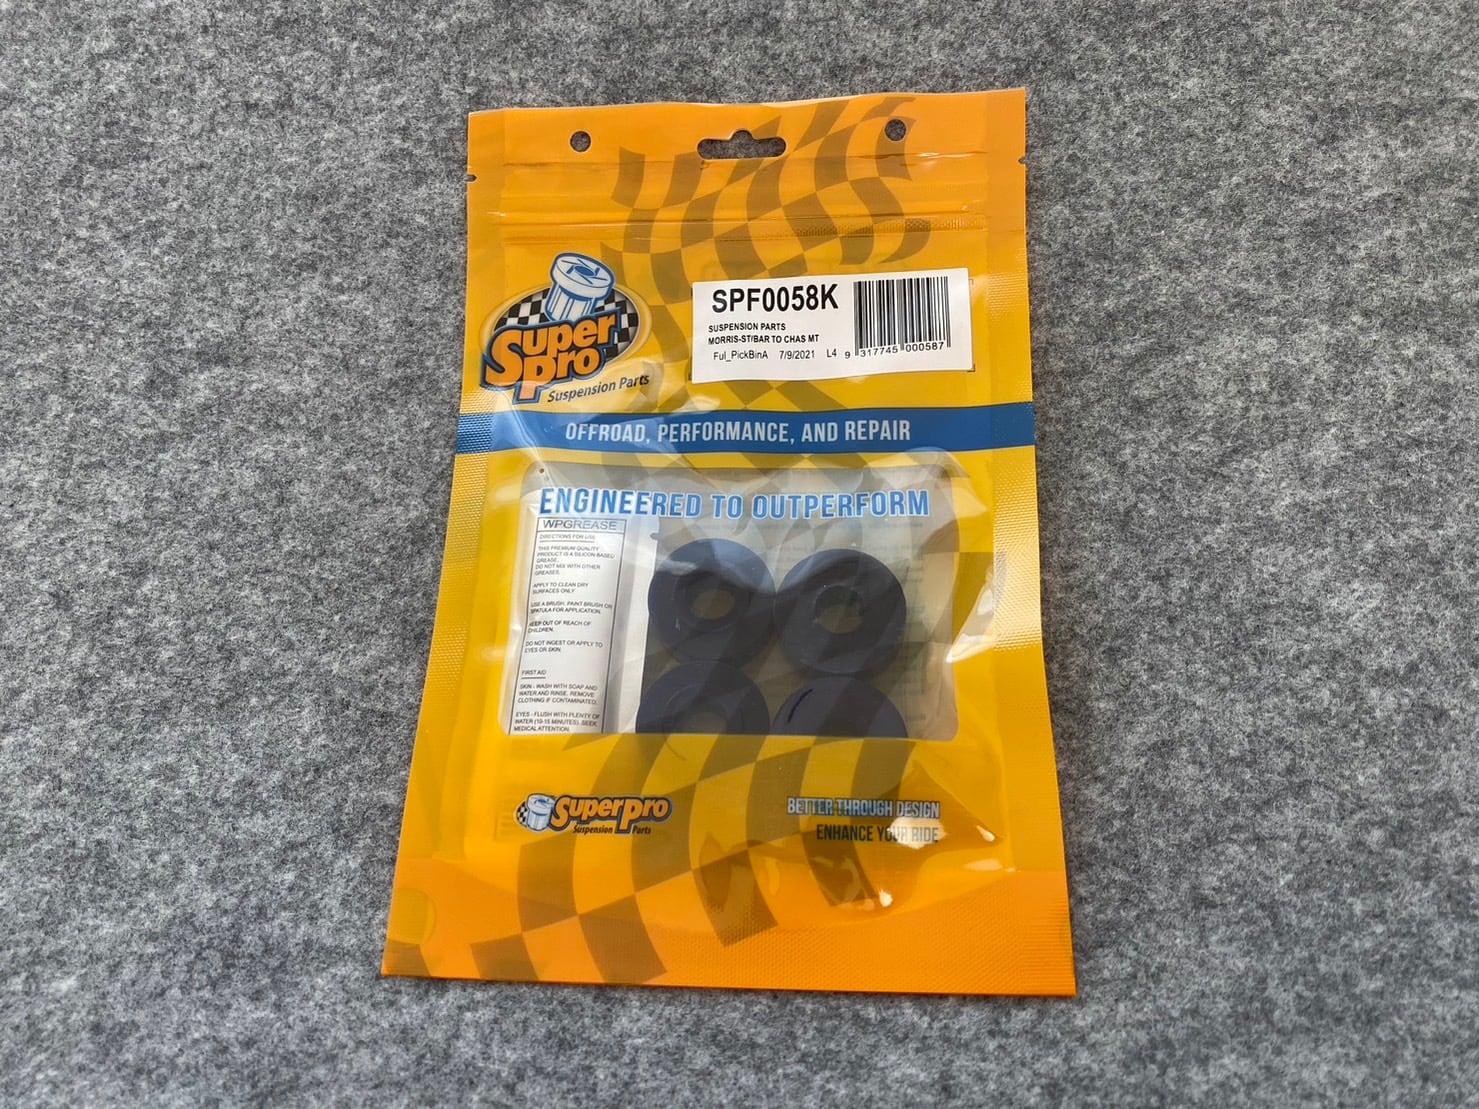 SPF0058K
SUSPENSION PARTS
MORRIS-ST/BAR TO CHAS MT
Ful_PickBinA 7/9/2021 L4
9 317745 000587
Super
Pro
Suspension Parts
OFFROAD, PERFORMANCE, AND REPAIR
ENGINEERED TO OUTPERFORM
WPGREASE
DIRECTIONS FOR USE
THIS PREMIUM QUALITY
PRODUCT IS A SILICON BASED
GREASE.
DO NOT MIX WITH OTHER
GREASES.
APPLY TO CLEAN DRY
SURFACES ONLY
USE A BRUSH, PAINT BRUSH OR
SPATULA FOR APPLICATION.
KEEP OUT OF REACH OF
CHILDREN.
DO NOT INGEST OR APPLY TO
EYES OR SKIN.
FIRST AID
SKIN - WASH WITH SOAP AND
WATER AND RINSE. REMOVE
CLOTHING IF CONTAMINATED.
EYES - FLUSH WITH PLENTY OF
WATER (10-15 MINUTES). SEEK
MEDICAL ATTENTION.
SuperPro
Suspension Parts
BETTER THROUGH DESIGN
ENHANCE YOUR RIDE